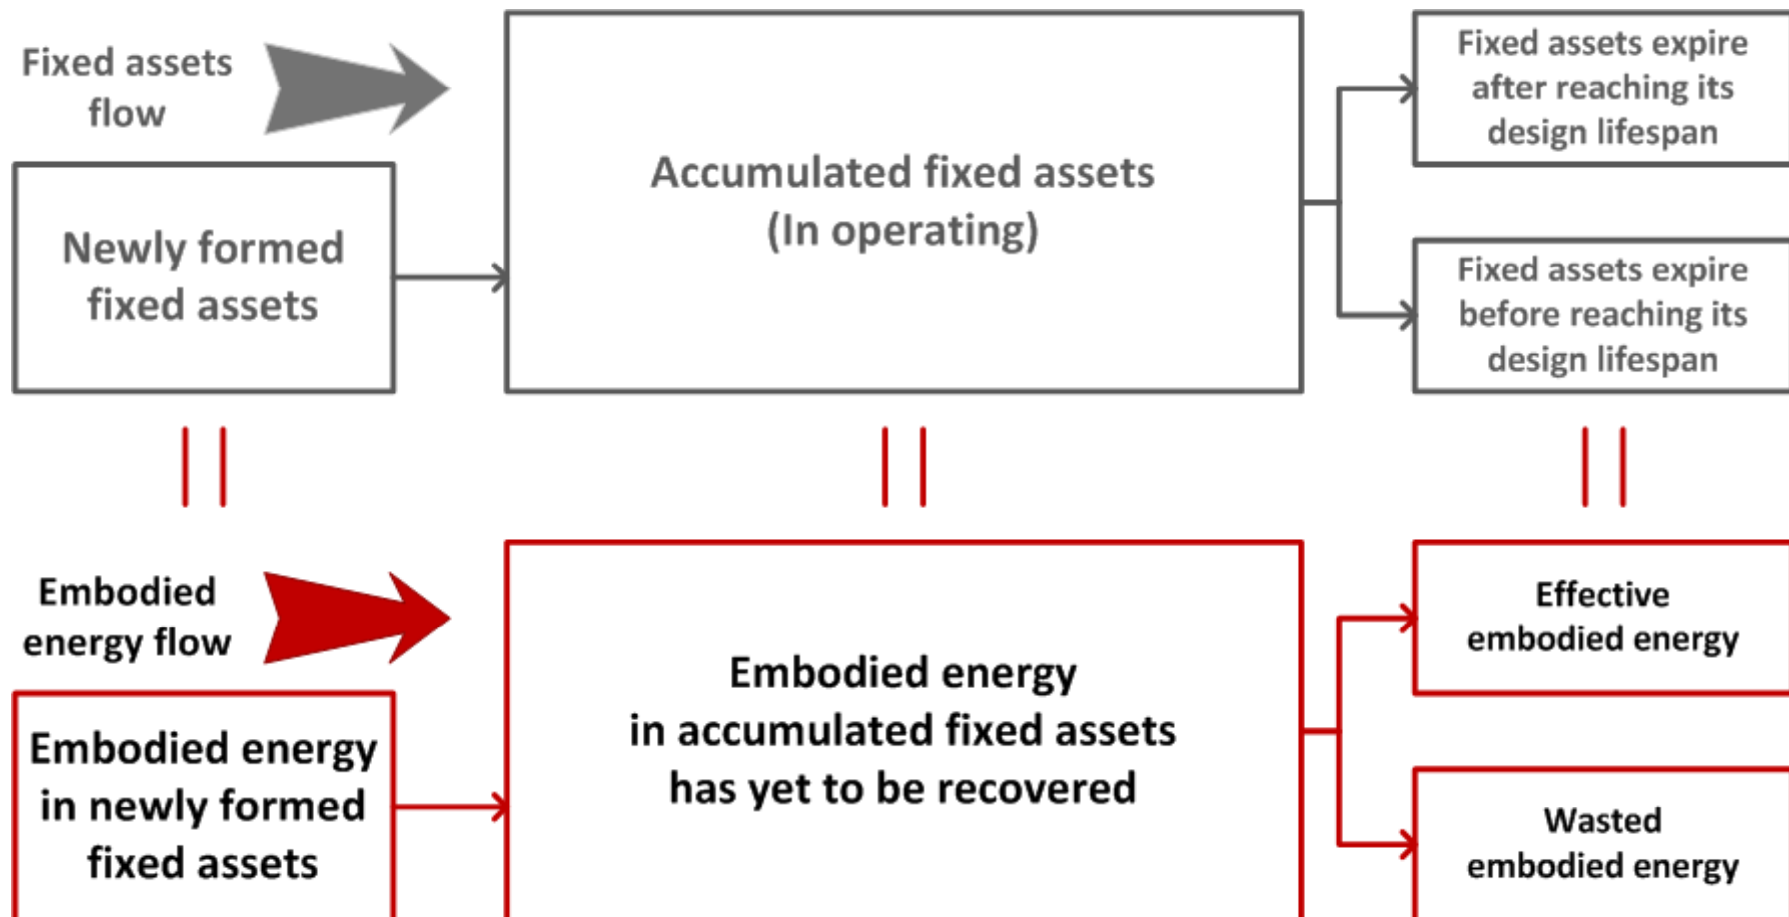 Fixed assets
flow
Newly formed
fixed assets
Accumulated fixed assets
(In operating)
Fixed assets expire
after reaching its
design lifespan
Fixed assets expire
before reaching its
design lifespan
Embodied
energy flow
Embodied energy
in newly formed
fixed assets
Embodied energy
in accumulated fixed assets
has yet to be recovered
Effective
embodied energy
Wasted
embodied energy